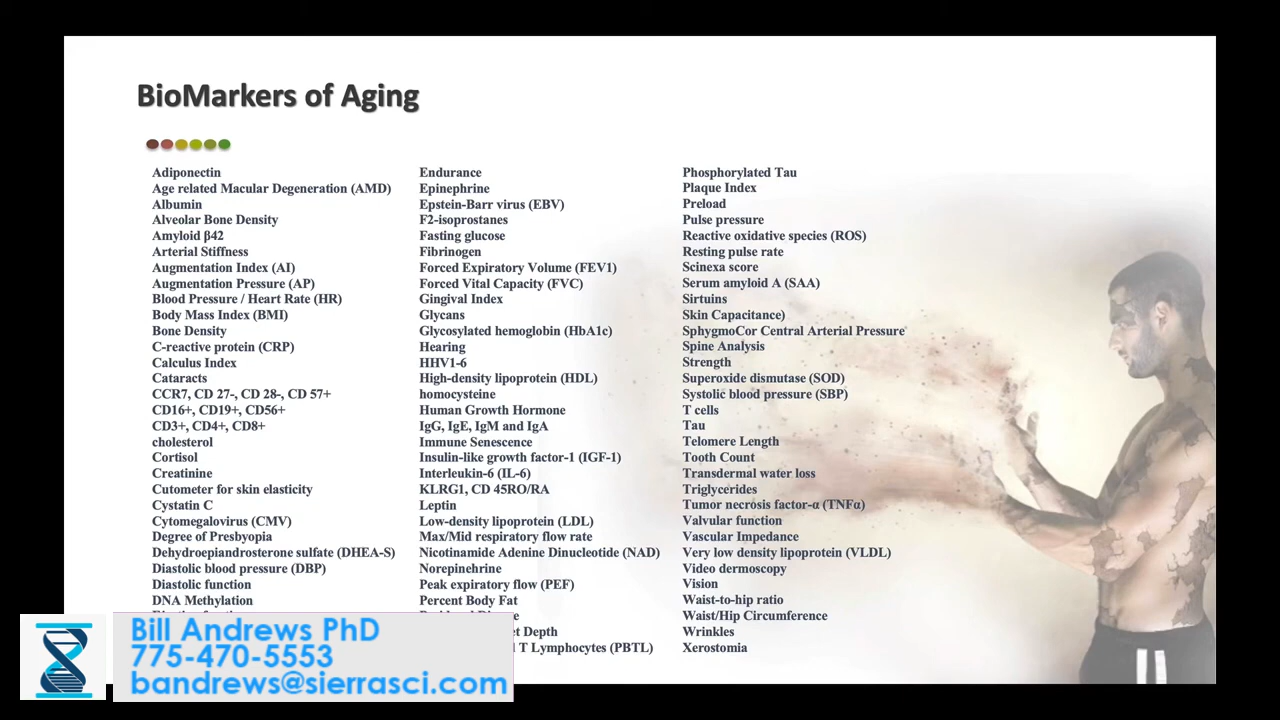 BioMarkers of Aging
Adiponectin
Age related Macular Degeneration (AMD)
Albumin
Alveolar Bone Density
Amyloid β42
Arterial Stiffness
Augmentation Index (AI)
Augmentation Pressure (AP)
Blood Pressure / Heart Rate (HR)
Body Mass Index (BMI)
Bone Density
C-reactive protein (CRP)
Calculus Index
Cataracts
CCR7, CD 27-, CD 28-, CD 57+
CD16+, CD19+, CD56+
CD3+, CD4+, CD8+
cholesterol
Cortisol
Creatinine
Cutometer for skin elasticity
Cystatin C
Cytomegalovirus (CMV)
Degree of Presbyopia
Dehydroepiandrosterone sulfate (DHEA-S)
Diastolic blood pressure (DBP)
Diastolic function
DNA Methylation
Endurance
Epinephrine
Epstein-Barr virus (EBV)
F2-isoprostanes
Fasting glucose
Fibrinogen
Forced Expiratory Volume (FEV1)
Forced Vital Capacity (FVC)
Gingival Index
Glycans
Glycosylated hemoglobin (HbA1c)
Hearing
HHV1-6
High-density lipoprotein (HDL)
homocysteine
Human Growth Hormone
IgG, IgE, IgM and IgA
Immune Senescence
Insulin-like growth factor-1 (IGF-1)
Interleukin-6 (IL-6)
KLRG1, CD 45RO/RA
Leptin
Low-density lipoprotein (LDL)
Max/Mid respiratory flow rate
Nicotinamide Adenine Dinucleotide (NAD)
Norepinehrine
Peak expiratory flow (PEF)
Percent Body Fat
Depth
T Lymphocytes (PBTL)
Phosphorylated Tau
Plaque Index
Preload
Pulse pressure
Reactive oxidative species (ROS)
Resting pulse rate
Scinexa score
Serum amyloid A (SAA)
Sirtuins
Skin Capacitance)
SphygmoCor Central Arterial Pressure
Spine Analysis
Strength
Superoxide dismutase (SOD)
Systolic blood pressure (SBP)
T cells
Tau
Telomere Length
Tooth Count
Transdermal water loss
Triglycerides
Tumor necrosis factor-α (TNFα)
Valvular function
Vascular Impedance
Very low density lipoprotein (VLDL)
Video dermoscopy
Vision
Waist-to-hip ratio
Waist/Hip Circumference
Wrinkles
Xerostomia
Bill Andrews PhD
775-470-5553
bandrews@sierrasci.com